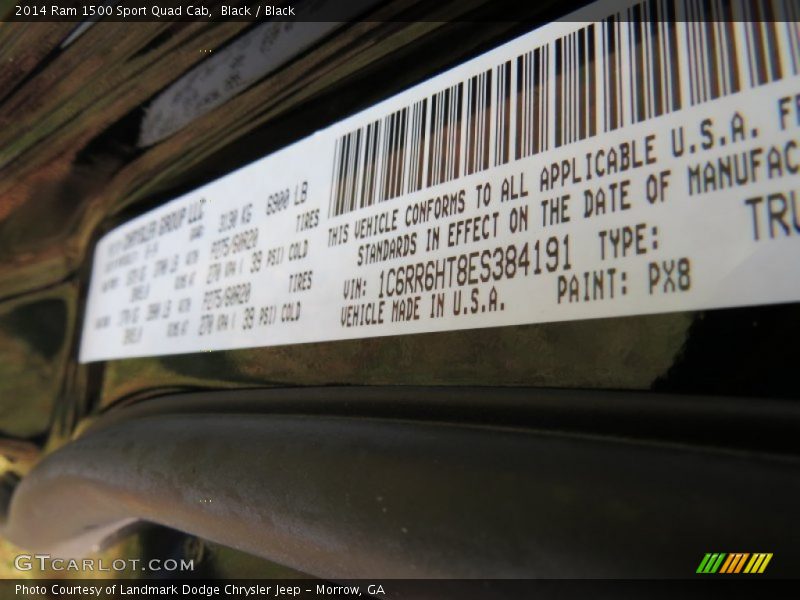 2014 Ram 1500 Sport Quad Cab, Black / Black
CHRYSLER GROUP LLC
3130 KG 6900 LB
TIRES
P275/60R20
270 KPA ( 39 PSI) COLD
TIRES
P275/60R20
270 KPA ( 39 PSI) COLD
THIS VEHICLE CONFORMS TO ALL APPLICABLE U.S.A.
STANDARDS IN EFFECT ON THE DATE OF MANUFAC
VIN: 1C6RR6HT8ES384191 TYPE: TRU
VEHICLE MADE IN U.S.A. PAINT: PX8
GTCARLOT.COM
Photo Courtesy of Landmark Dodge Chrysler Jeep – Morrow, GA